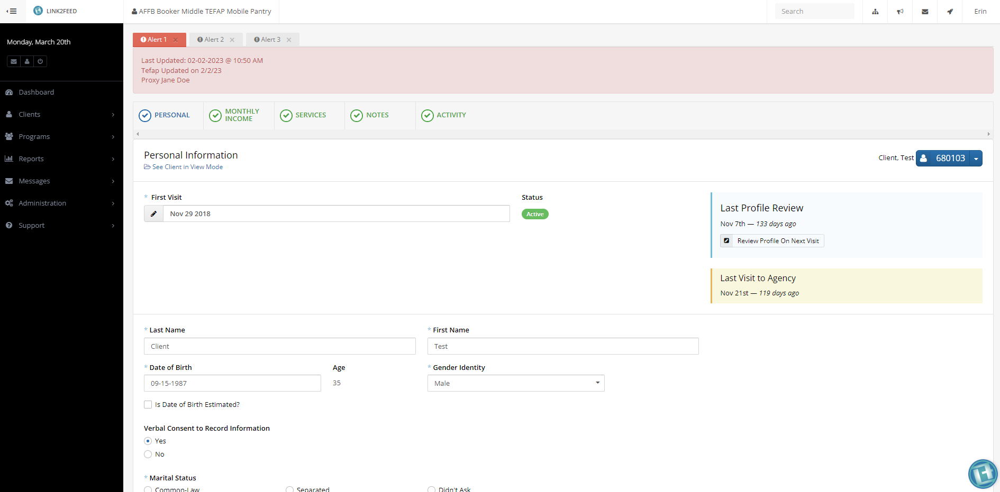 LINK2FEED
AFFB Booker Middle TEFAP Mobile Pantry
Search
Erin
Monday, March 20th
Dashboard
Clients
Programs
Reports
Messages
Administration
Support
Alert 1
Alert 2
Alert 3
Last Updated: 02-02-2023 @ 10:50 AM
Tefap Updated on 2/2/23
Proxy Jane Doe
PERSONAL
MONTHLY
INCOME
SERVICES
NOTES
ACTIVITY
Personal Information
See Client in View Mode
Client, Test
680103
* First Visit
Nov 29 2018
Status
Active
Last Profile Review
Nov 7th — 133 days ago
Review Profile On Next Visit
Last Visit to Agency
Nov 21st — 119 days ago
* Last Name
Client
* First Name
Test
* Date of Birth
09-15-1987
Age
35
* Gender Identity
Male
Is Date of Birth Estimated?
Verbal Consent to Record Information
Yes
No
* Marital Status
Common-Law
Separated
Didn't Ask